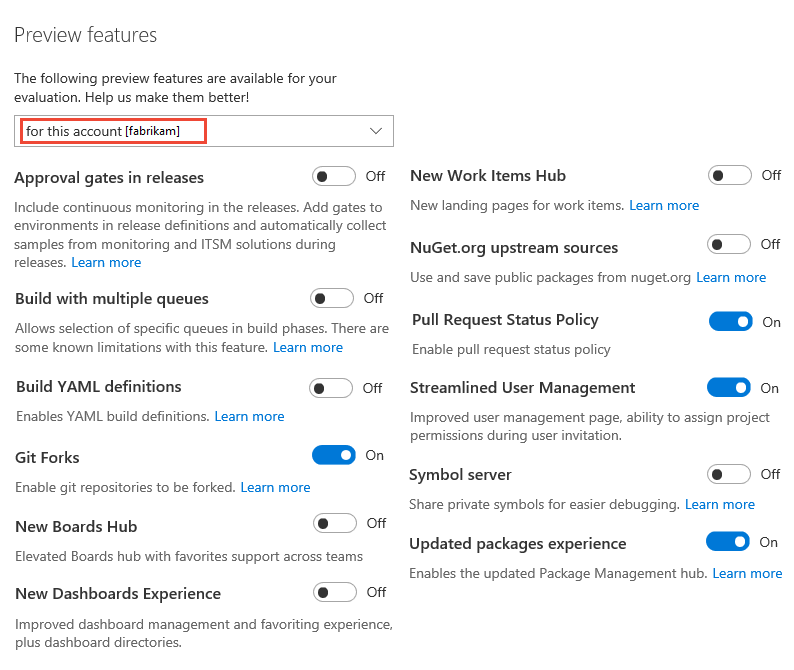 Preview features
The following preview features are available for your
evaluation. Help us make them better!
for this account [fabrikam]
Approval gates in releases
Off
Include continuous monitoring in the releases. Add gates to
environments in release definitions and automatically collect
samples from monitoring and ITSM solutions during
releases. Learn more
Build with multiple queues
Off
Allows selection of specific queues in build phases. There are
some known limitations with this feature. Learn more
Build YAML definitions
Off
Enables YAML build definitions. Learn more
Git Forks
On
Enable git repositories to be forked. Learn more
New Boards Hub
Off
Elevated Boards hub with favorites support across teams
New Dashboards Experience
Off
Improved dashboard management and favoriting experience,
plus dashboard directories.
New Work Items Hub
Off
New landing pages for work items. Learn more
NuGet.org upstream sources
Off
Use and save public packages from nuget.org Learn more
Pull Request Status Policy
On
Enable pull request status policy
Streamlined User Management
On
Improved user management page, ability to assign project
permissions during user invitation.
Symbol server
Off
Share private symbols for easier debugging. Learn more
Updated packages experience
On
Enables the updated Package Management hub. Learn more